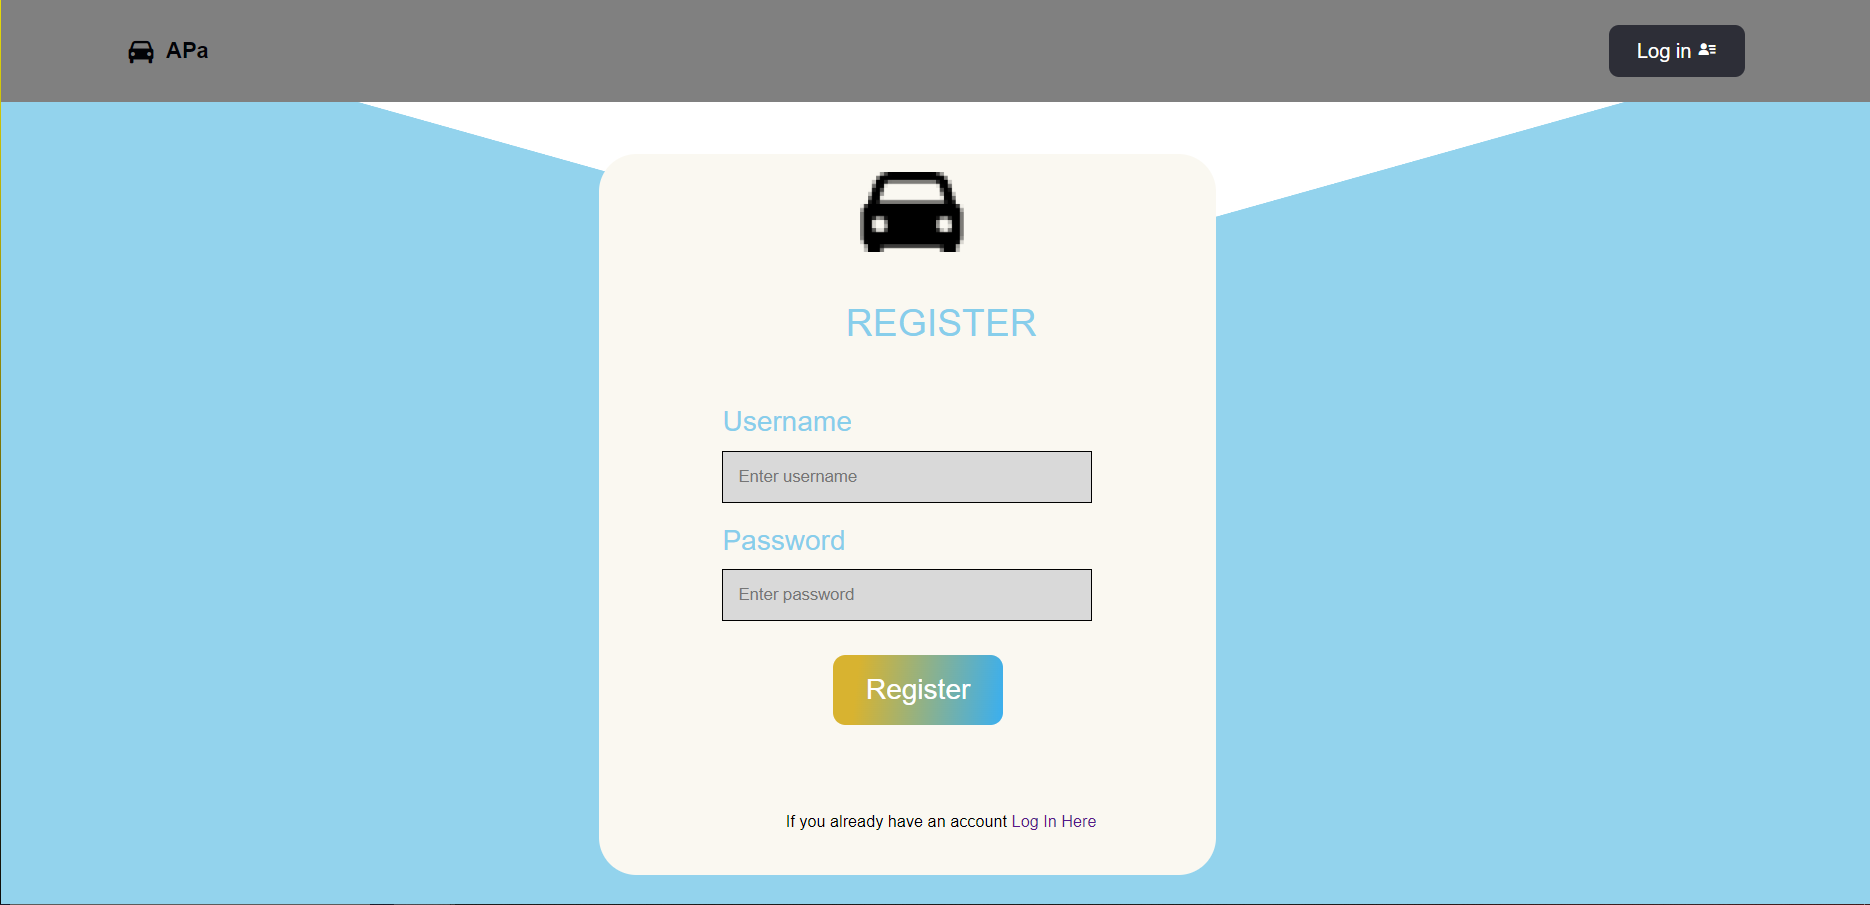 APa
Log in
REGISTER
Username
Enter username
Password
Enter password
Register
If you already have an account Log In Here